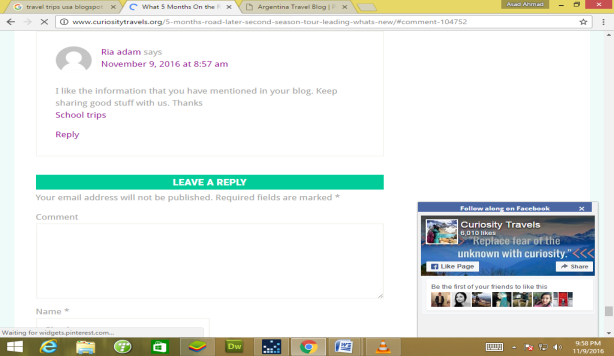 travel trips usa blogspot
What 5 Months On the R
Argentina Travel Blog | F
Asad Ahmad
www.curiositytravels.org/5-months-road-later-second-season-tour-leading-whats-new/#comment-104752
Ria adam says
November 9, 2016 at 8:57 am
I like the information that you have mentioned in your blog. Keep
sharing good stuff with us. Thanks
School trips
Reply
LEAVE A REPLY
Your email address will not be published. Required fields are marked *
Comment
Name *
Follow along on Facebook
Curiosity Travels
6,010 likes
"Replace fear of the
unknown with curiosity."
Like Page
Share
Be the first of your friends to like this
Waiting for widgets.pinterest.com...
Dw
9:58 PM
11/9/2016